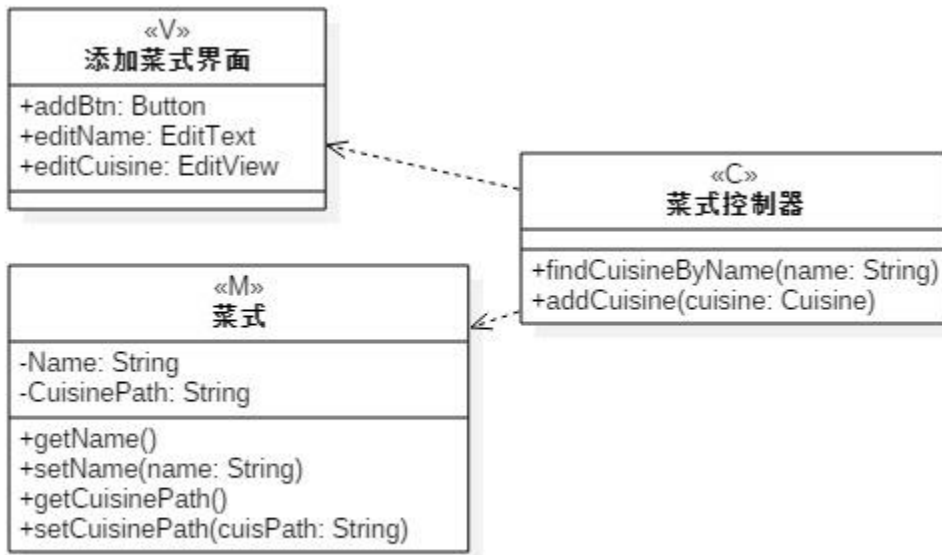 «V»
添加菜式界面
+addBtn: Button
+editName: EditText
+editCuisine: EditView
«C»
菜式控制器
+findCuisineByName(name: String)
+addCuisine(cuisine: Cuisine)
«M»
菜式
-Name: String
-CuisinePath: String
+getName()
+setName(name: String)
+getCuisinePath()
+setCuisinePath(cuisPath: String)